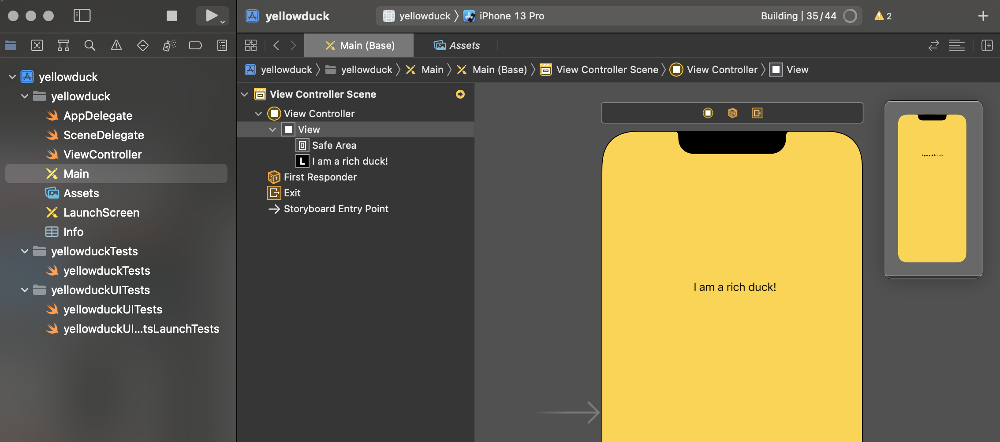 yellowduck
yellowduck
iPhone 13 Pro
Building | 35/44
2
Main (Base)
Assets
yellowduck
yellowduck
Main
Main (Base)
View Controller Scene
View Controller
View
yellowduck
yellowduck
AppDelegate
SceneDelegate
ViewController
Main
Assets
LaunchScreen
Info
yellowduckTests
yellowduckTests
yellowduckUITests
yellowduckUITests
yellowduckUI...tsLaunchTests
View Controller Scene
View Controller
View
Safe Area
L I am a rich duck!
First Responder
Exit
Storyboard Entry Point
I am a rich duck!
I am a rich duck!